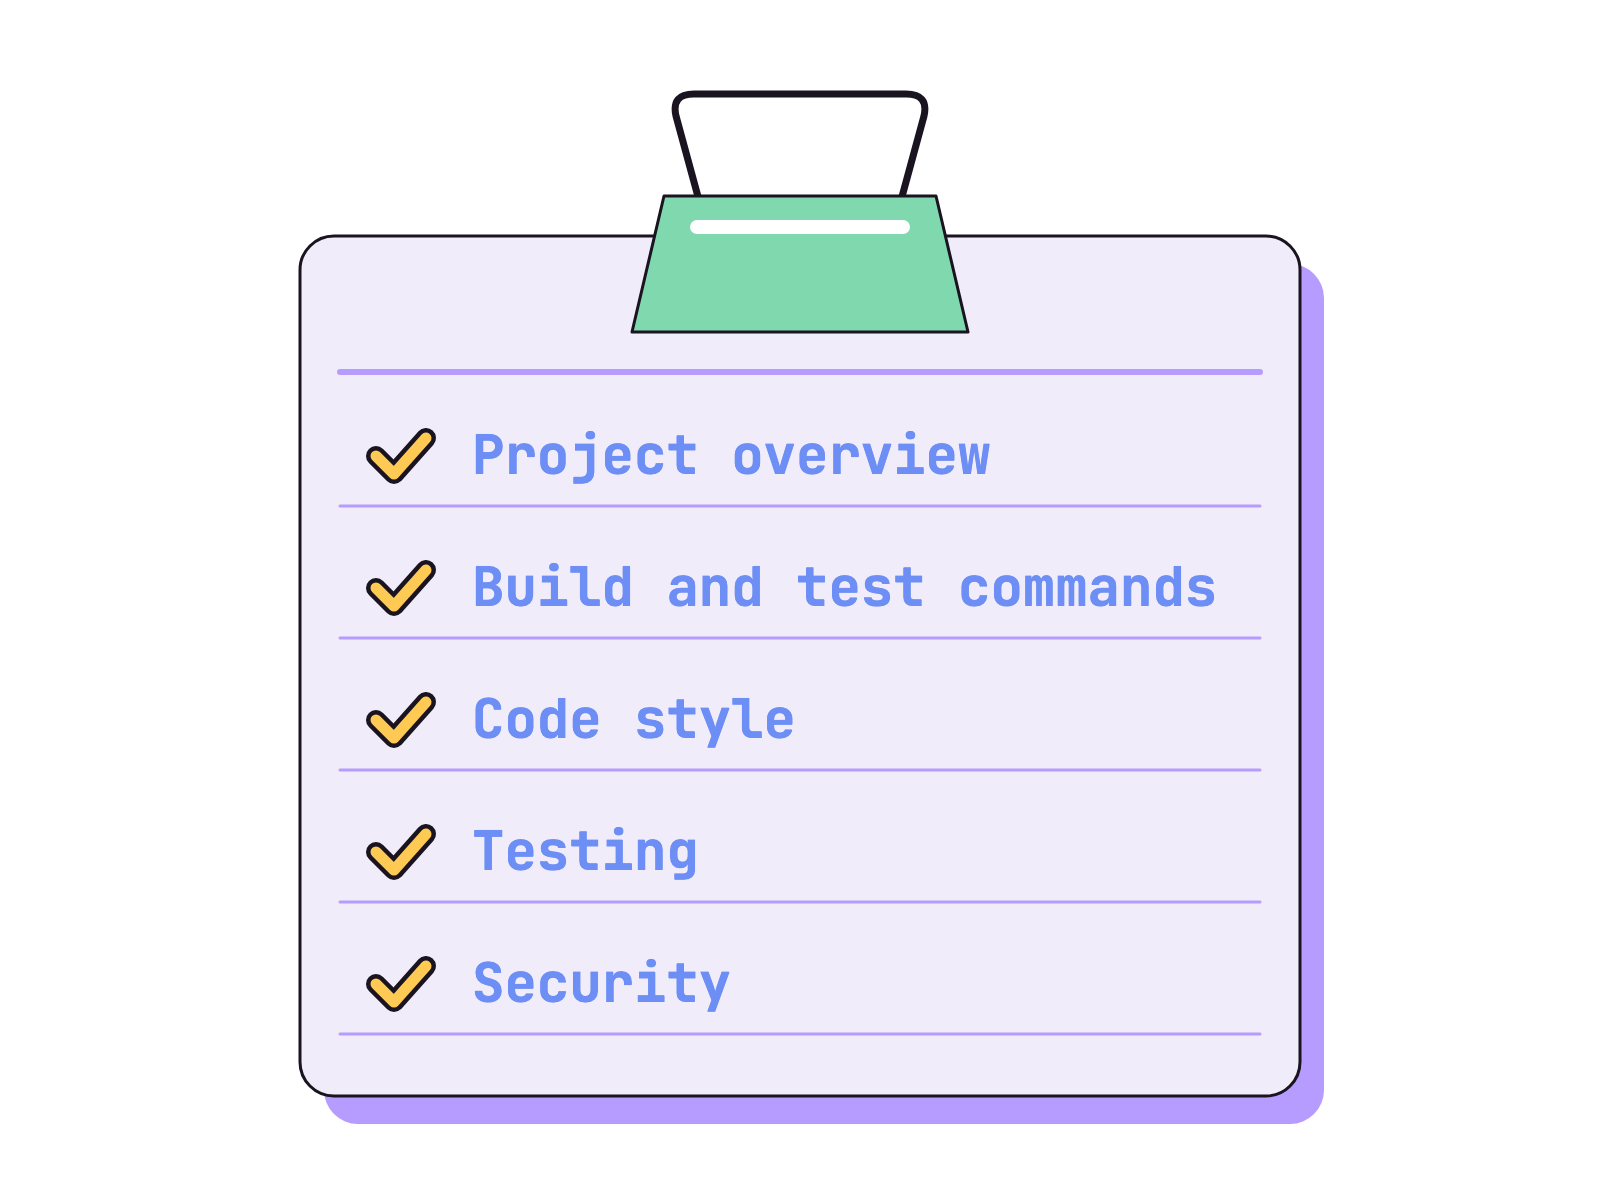 Project overview
Build and test commands
Code style
Testing
Security